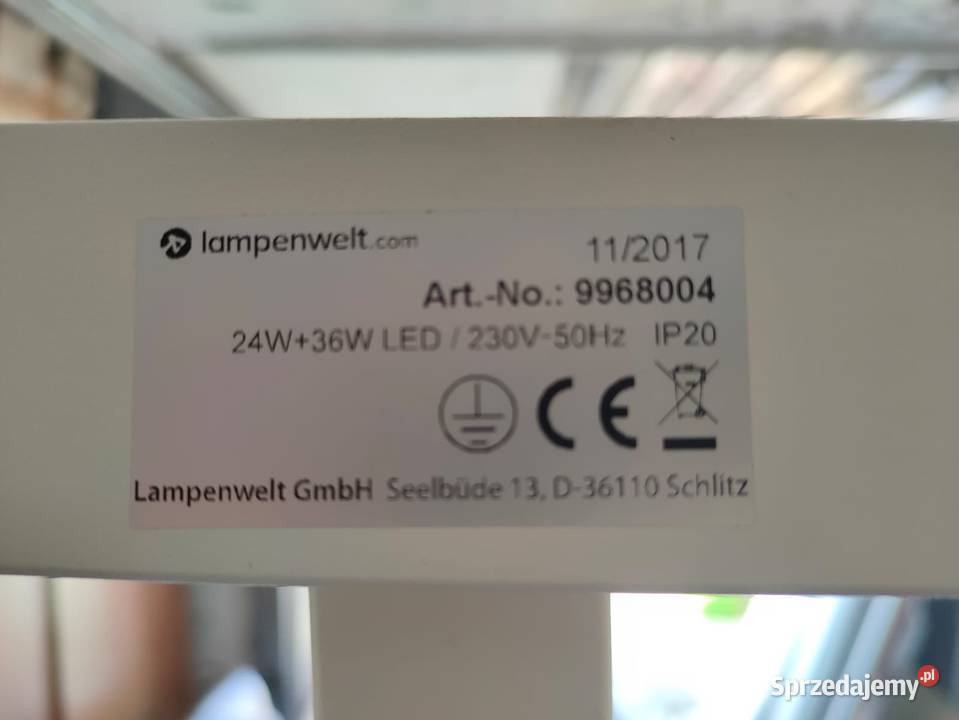 lampenwelt.com
11/2017
Art.-No.: 9968004
24W+36W LED / 230V-50Hz IP20
CE
Lampenwelt GmbH Seelbüde 13, D-36110 Schlitz
Sprzedajemy.pl